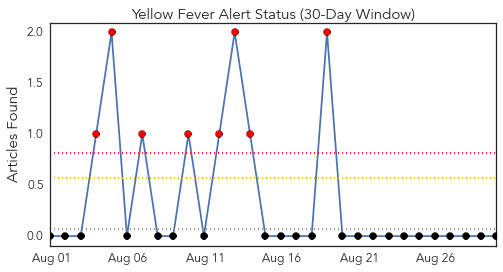 Yellow Fever Alert Status (30-Day Window)
Articles Found
2.0
1.5
1.0
0.5
0.0
Aug 01 Aug 06 Aug 11 Aug 16 Aug 21 Aug 26